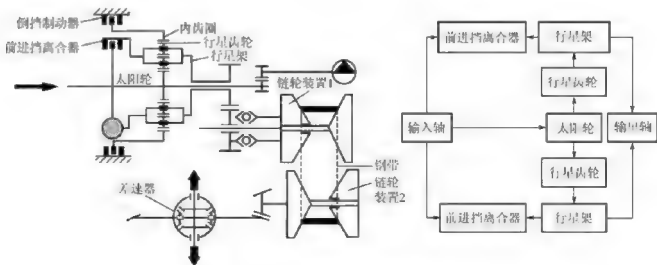 倒挡制动器
内齿圈
行星齿轮
前进挡离合器
行星架
太阳轮
链轮装置1
钢带
差速器
链轮
装置2
前进挡离合器
行星架
行星齿轮
输入轴
太阳轮
输出轴
行星齿轮
前进挡离合器
行星架